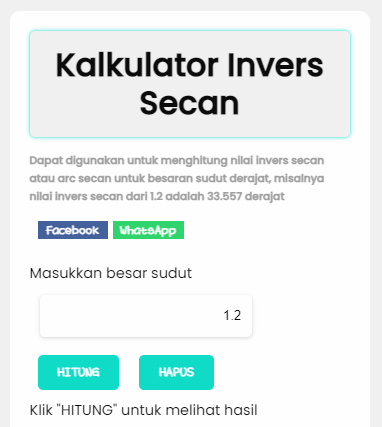 Kalkulator Invers
Secan
Dapat digunakan untuk menghitung nilai invers secan
atau arc secan untuk besaran sudut derajat, misalnya
nilai invers secan dari 1.2 adalah 33.557 derajat
Facebook WhatsApp
Masukkan besar sudut
1.2
HITUNG HAPUS
Klik "HITUNG" untuk melihat hasil